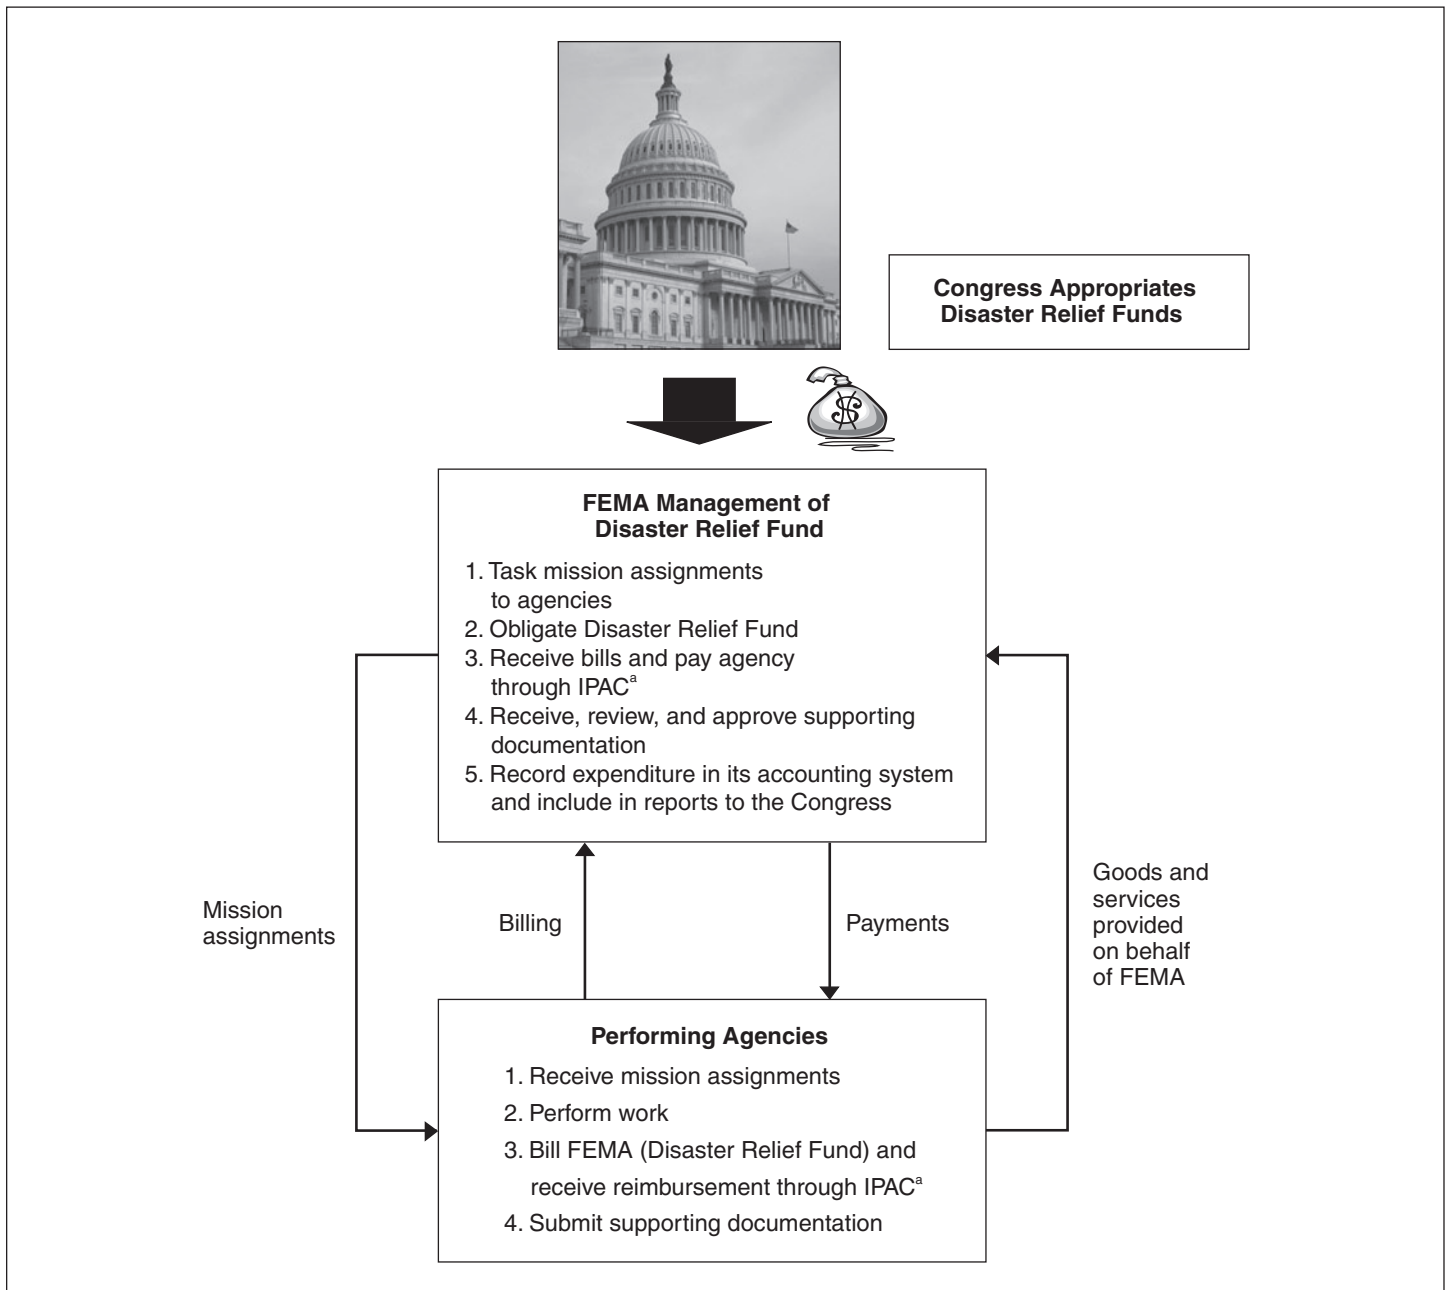 Congress Appropriates
Disaster Relief Funds
$
FEMA Management of
Disaster Relief Fund
1. Task mission assignments
to agencies
2. Obligate Disaster Relief Fund
3. Receive bills and pay agency
through IPACᵃ
4. Receive, review, and approve supporting
documentation
5. Record expenditure in its accounting system
and include in reports to the Congress
Mission
assignments
Billing
Payments
Goods and
services
provided
on behalf
of FEMA
Performing Agencies
1. Receive mission assignments
2. Perform work
3. Bill FEMA (Disaster Relief Fund) and
receive reimbursement through IPACᵃ
4. Submit supporting documentation